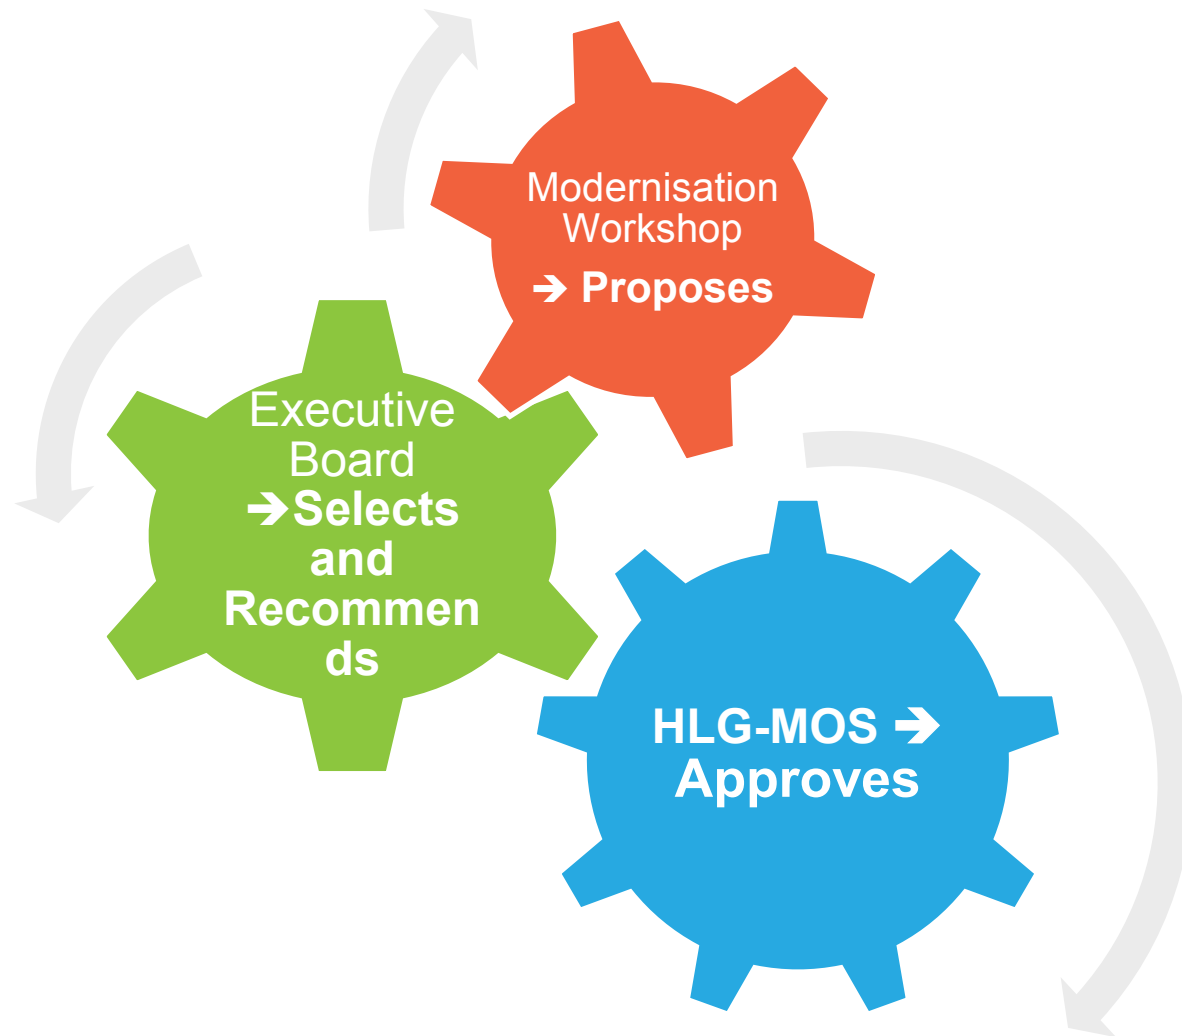 Modernisation
Workshop
➔ Proposes
Executive
Board
➔Selects
and
Recommen
ds
HLG-MOS ➔
Approves